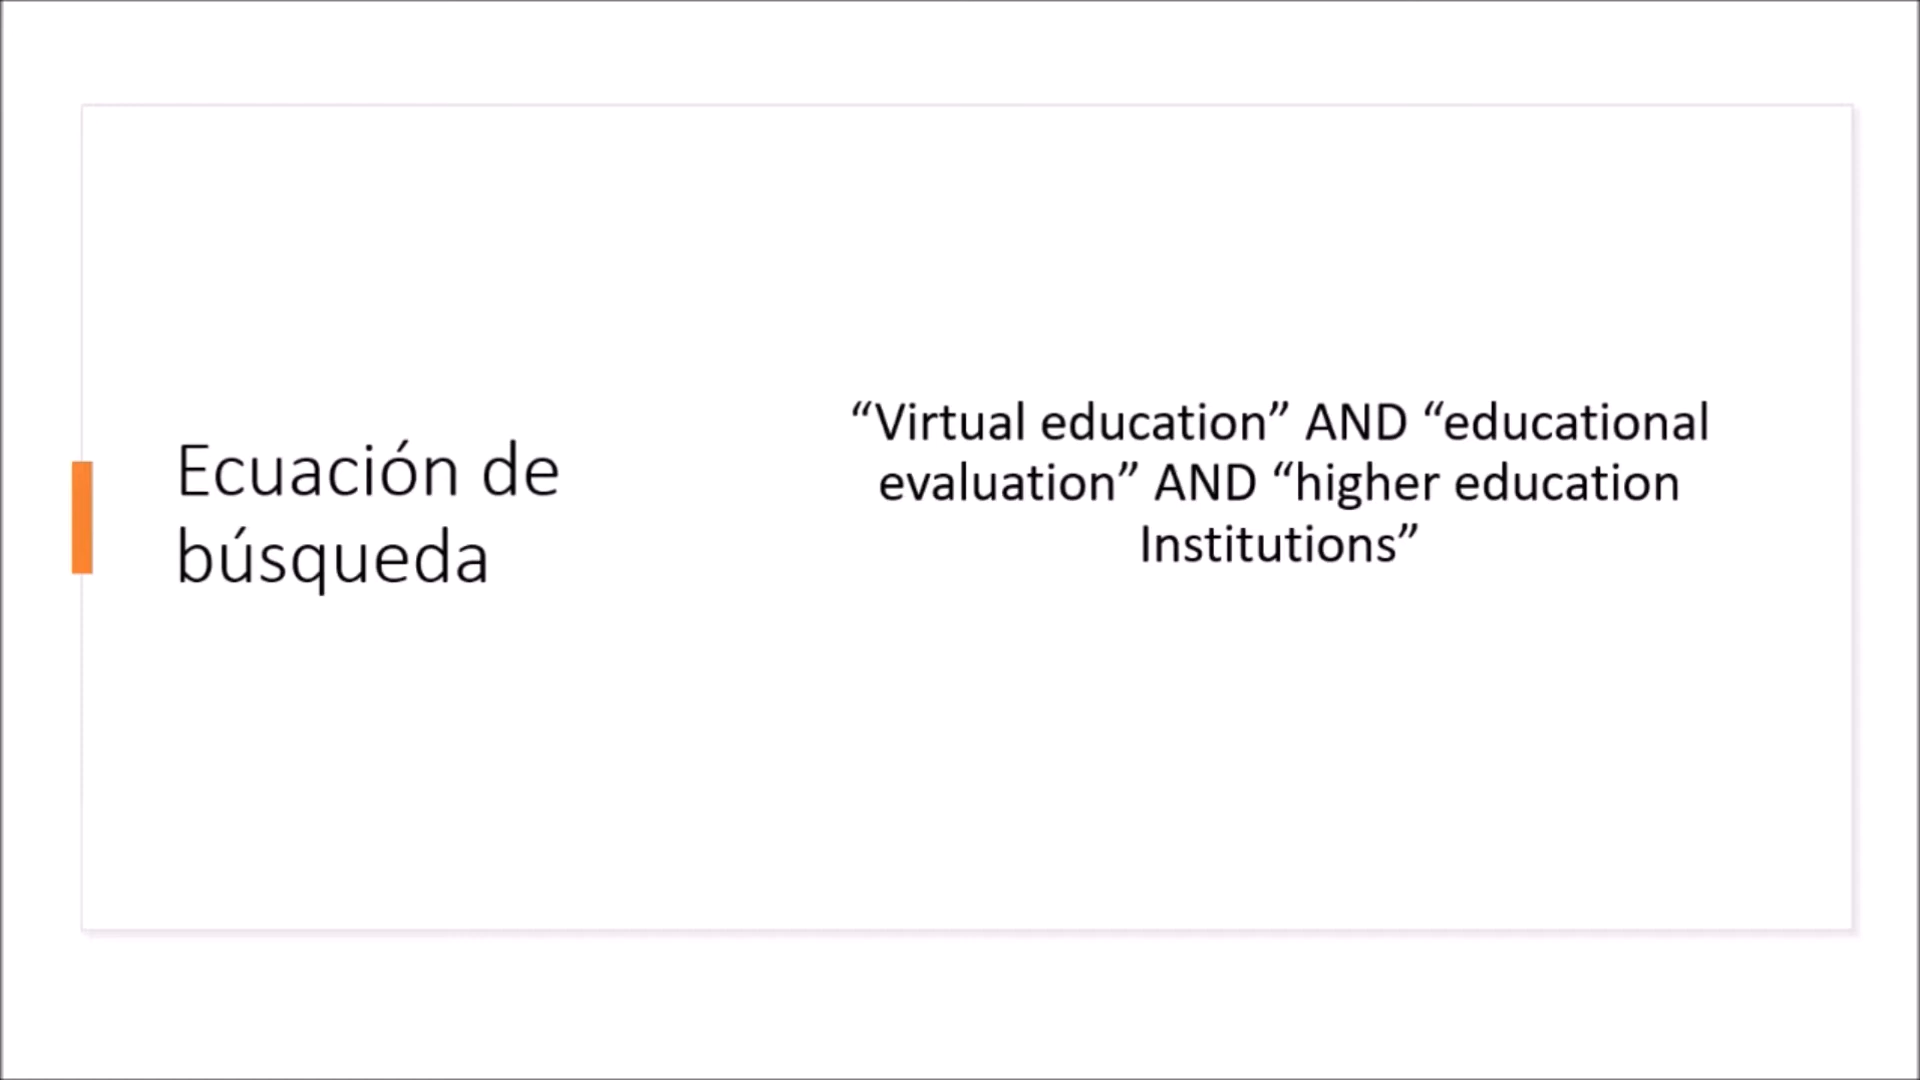 Ecuación de
búsqueda
“Virtual education” AND “educational
evaluation” AND “higher education
Institutions”